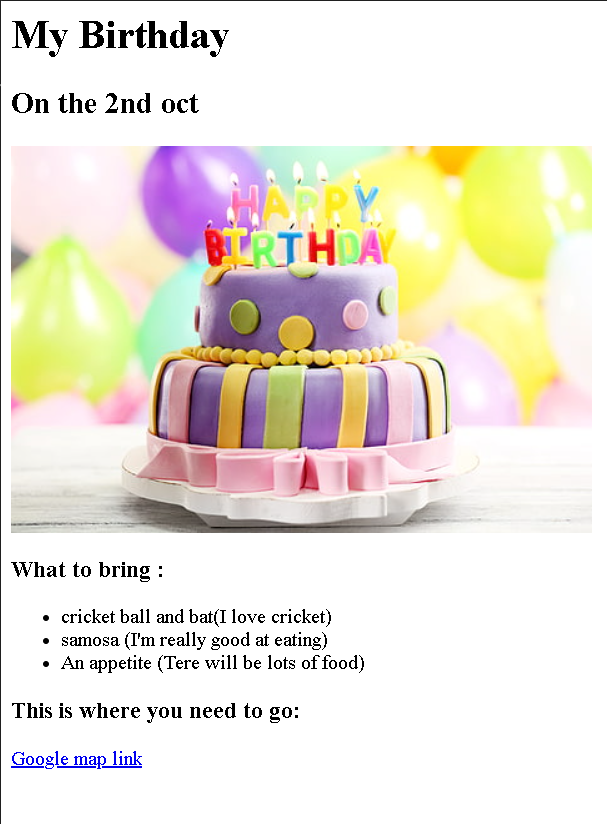 My Birthday
On the 2nd oct
HAPPY
BIRTHDAY
What to bring :
cricket ball and bat(I love cricket)
samosa (I'm really good at eating)
An appetite (Tere will be lots of food)
This is where you need to go:
Google map link